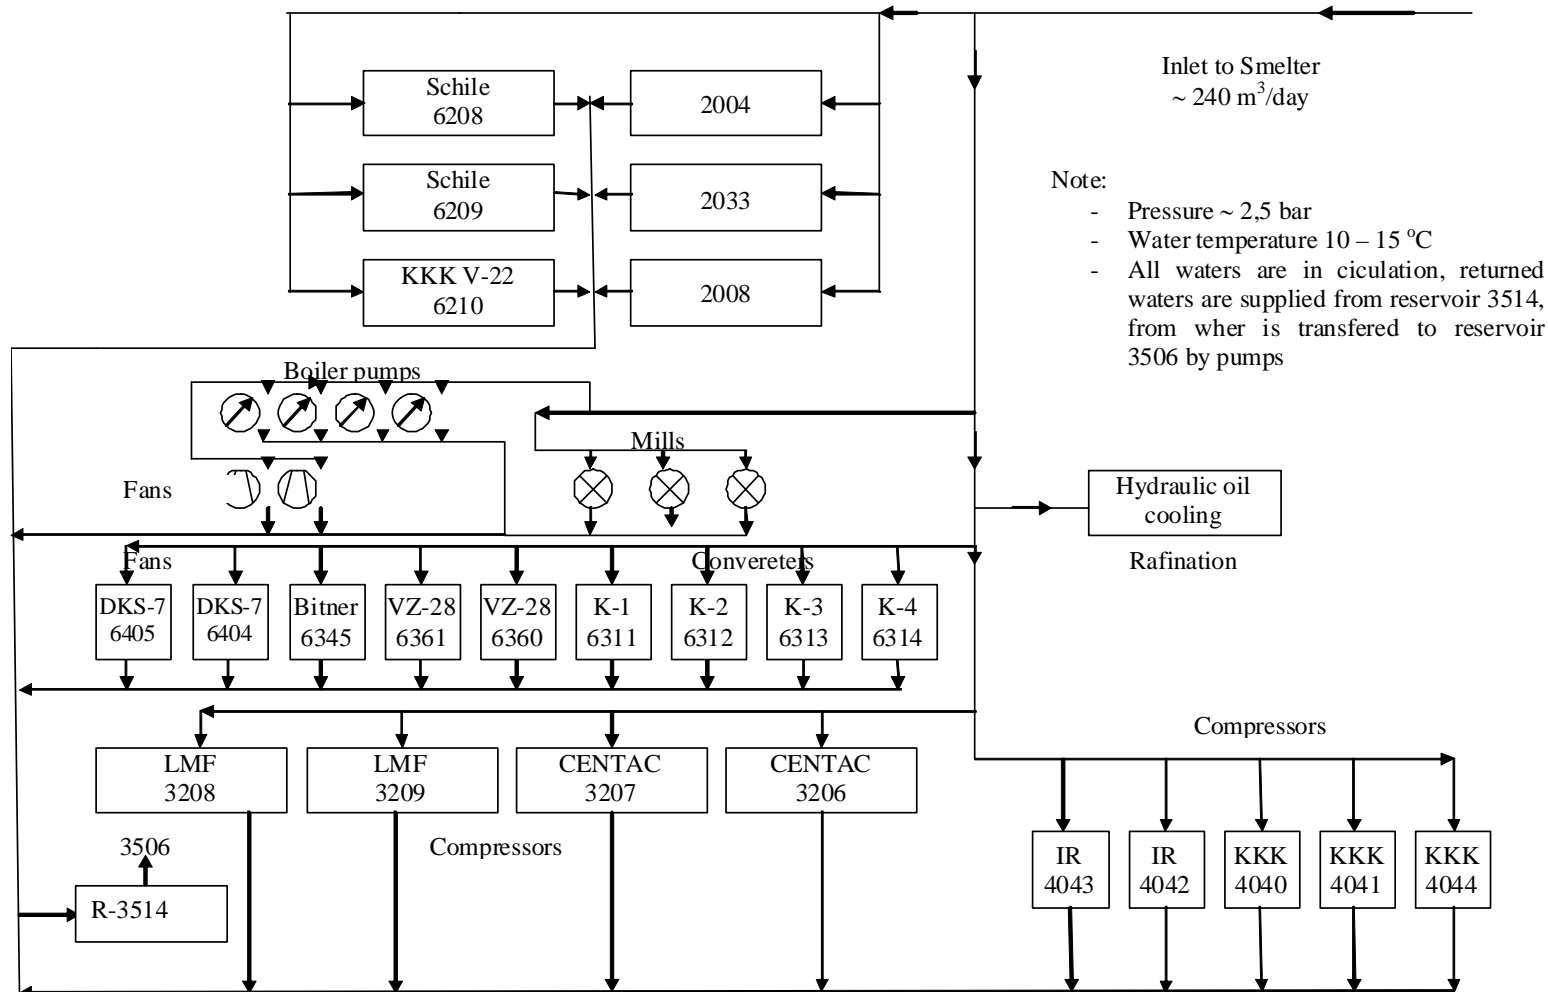 Inlet to Smelter
~ 240 m³/day
Schile
6208
2004
Schile
6209
2033
KKK V-22
6210
2008
Note:
- Pressure ~ 2,5 bar
- Water temperature 10 – 15 °C
- All waters are in ciculation, returned
waters are supplied from reservoir 3514,
from wher is transfered to reservoir
3506 by pumps
Boiler pumps
Mills
Fans
Hydraulic oil
cooling
Rafination
Fans
Convereters
DKS-7
6405
DKS-7
6404
Bitner
6345
VZ-28
6361
VZ-28
6360
K-1
6311
K-2
6312
K-3
6313
K-4
6314
Compressors
LMF
3208
LMF
3209
CENTAC
3207
CENTAC
3206
Compressors
3506
R-3514
IR
4043
IR
4042
KKK
4040
KKK
4041
KKK
4044